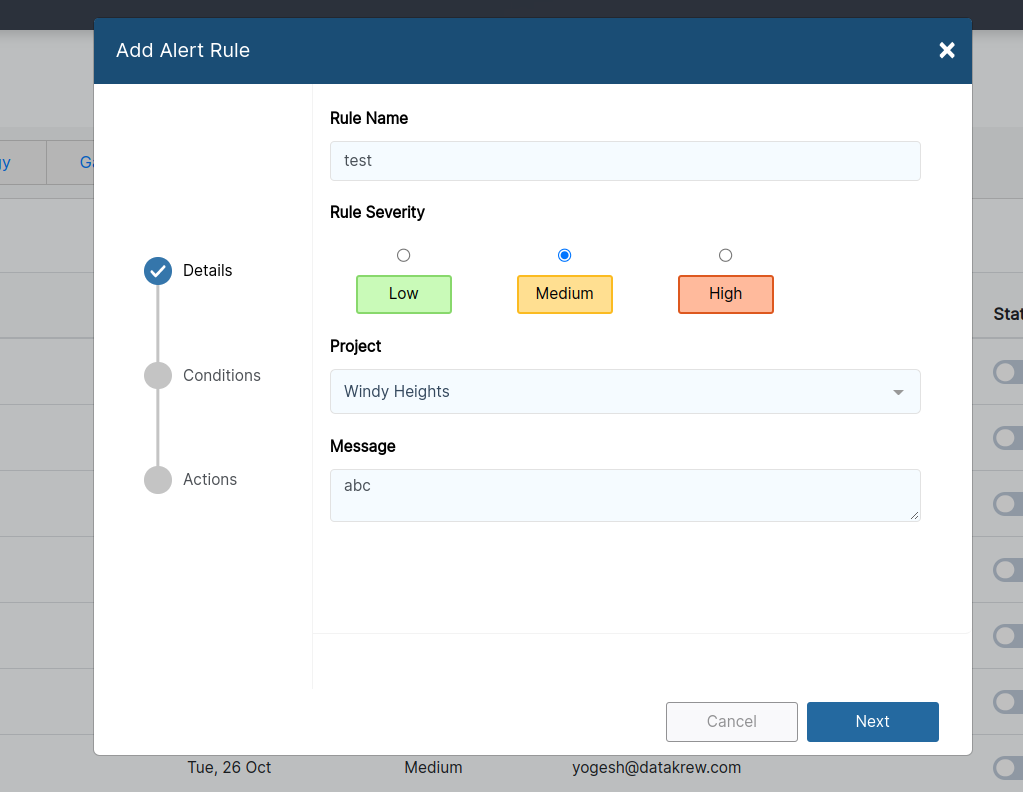 Add Alert Rule
Rule Name
test
Rule Severity
Details
Low Medium High
Project
Conditions
Windy Heights
Message
Actions
abc
Cancel Next
Tue, 26 Oct Medium yogesh@datakrew.com